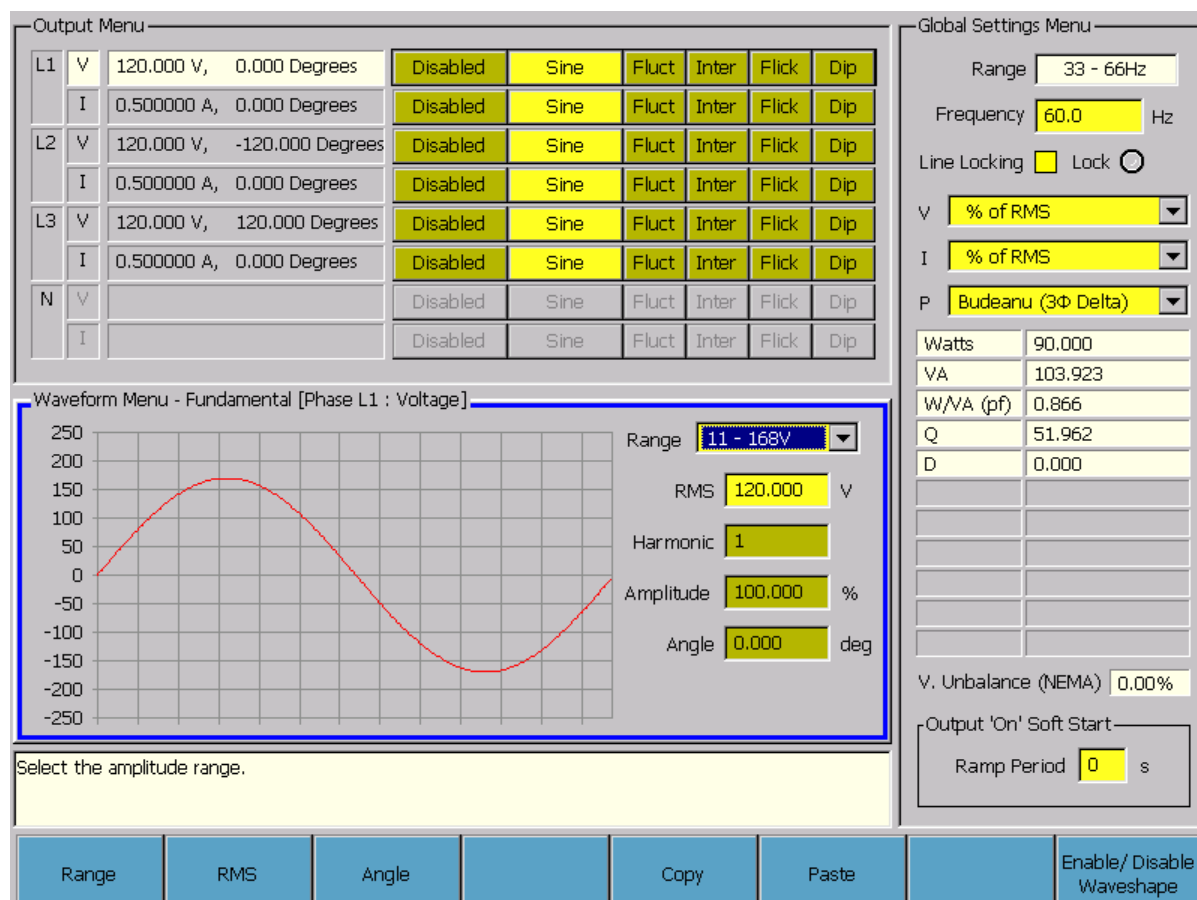 Output Menu
L1 V 120.000 V, 0.000 Degrees Disabled Sine Fluct Inter Flick Dip
I 0.500000 A, 0.000 Degrees Disabled Sine Fluct Inter Flick Dip
L2 V 120.000 V, -120.000 Degrees Disabled Sine Fluct Inter Flick Dip
I 0.500000 A, 0.000 Degrees Disabled Sine Fluct Inter Flick Dip
L3 V 120.000 V, 120.000 Degrees Disabled Sine Fluct Inter Flick Dip
I 0.500000 A, 0.000 Degrees Disabled Sine Fluct Inter Flick Dip
N V Disabled Sine Fluct Inter Flick Dip
I Disabled Sine Fluct Inter Flick Dip
Waveform Menu - Fundamental [Phase L1 : Voltage]
250
200
150
100
50
0
-50
-100
-150
-200
-250
Range 11 - 168V
RMS 120.000 V
Harmonic 1
Amplitude 100.000 %
Angle 0.000 deg
Select the amplitude range.
Global Settings Menu
Range 33 - 66Hz
Frequency 60.0 Hz
Line Locking Lock
V % of RMS
I % of RMS
P Budeanu (3Φ Delta)
Watts 90.000
VA 103.923
W/VA (pf) 0.866
Q 51.962
D 0.000
V. Unbalance (NEMA) 0.00%
Output 'On' Soft Start
Ramp Period 0 s
Range RMS Angle Copy Paste Enable/ Disable
Waveshape